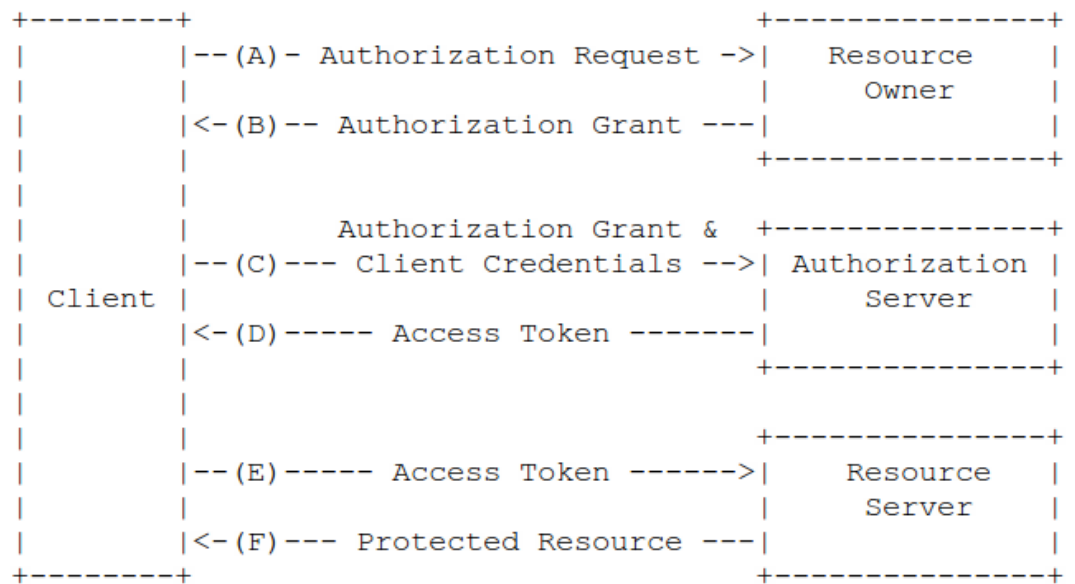 +--------+                               +---------------+
|        |--(A)- Authorization Request ->|   Resource    |
|        |                               |     Owner     |
|        |<-(B)-- Authorization Grant ---|               |
|        |                               +---------------+
|        |
|        |        Authorization Grant &  +---------------+
|        |--(C)--- Client Credentials -->| Authorization |
| Client |                               |     Server    |
|        |<-(D)----- Access Token -------|               |
|        |                               +---------------+
|        |
|        |                               +---------------+
|        |--(E)----- Access Token ------>|    Resource   |
|        |                               |     Server    |
|        |<-(F)--- Protected Resource ---|               |
+--------+                               +---------------+